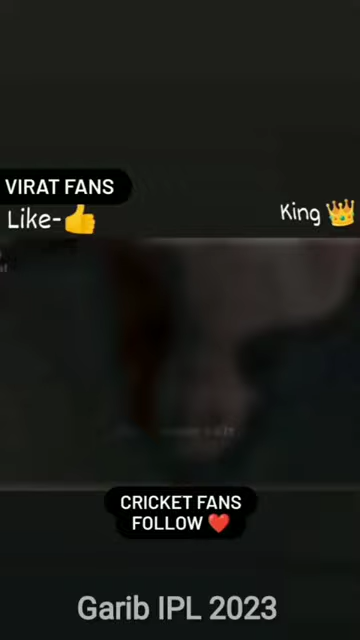 VIRAT FANS
Like-👍
King 👑
CRICKET FANS
FOLLOW ❤️
Garib IPL 2023